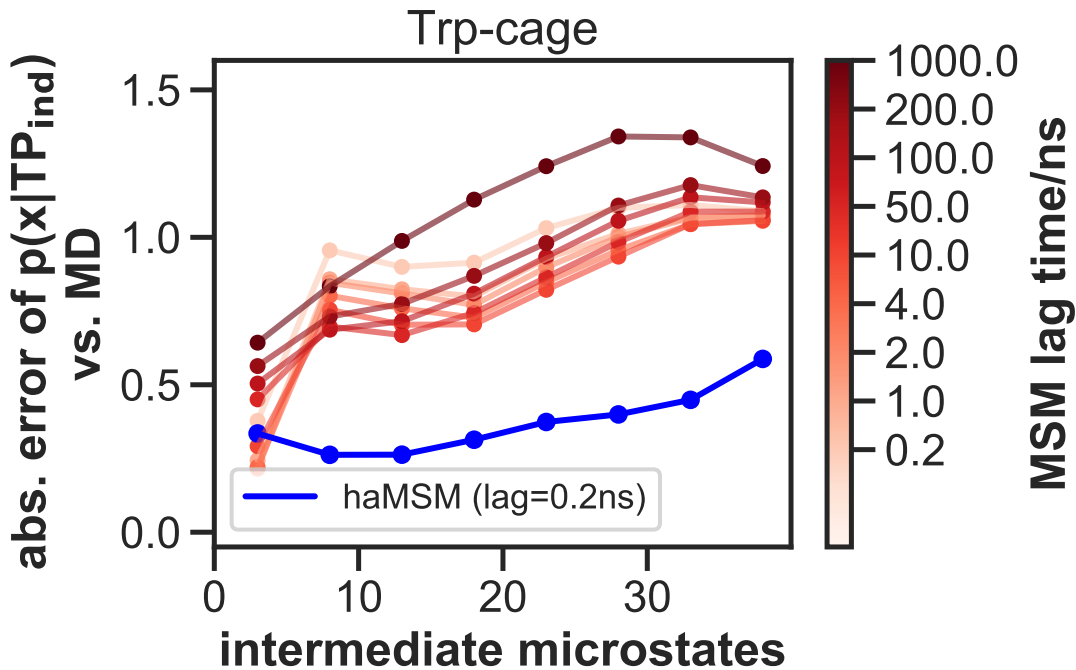 Trp-cage
abs. error of p(x|TP_ind)
vs. MD
1.5
1.0
0.5
0.0
haMSM (lag=0.2ns)
0 10 20 30
intermediate microstates
1000.0
200.0
100.0
50.0
10.0
4.0
2.0
1.0
0.2
MSM lag time/ns